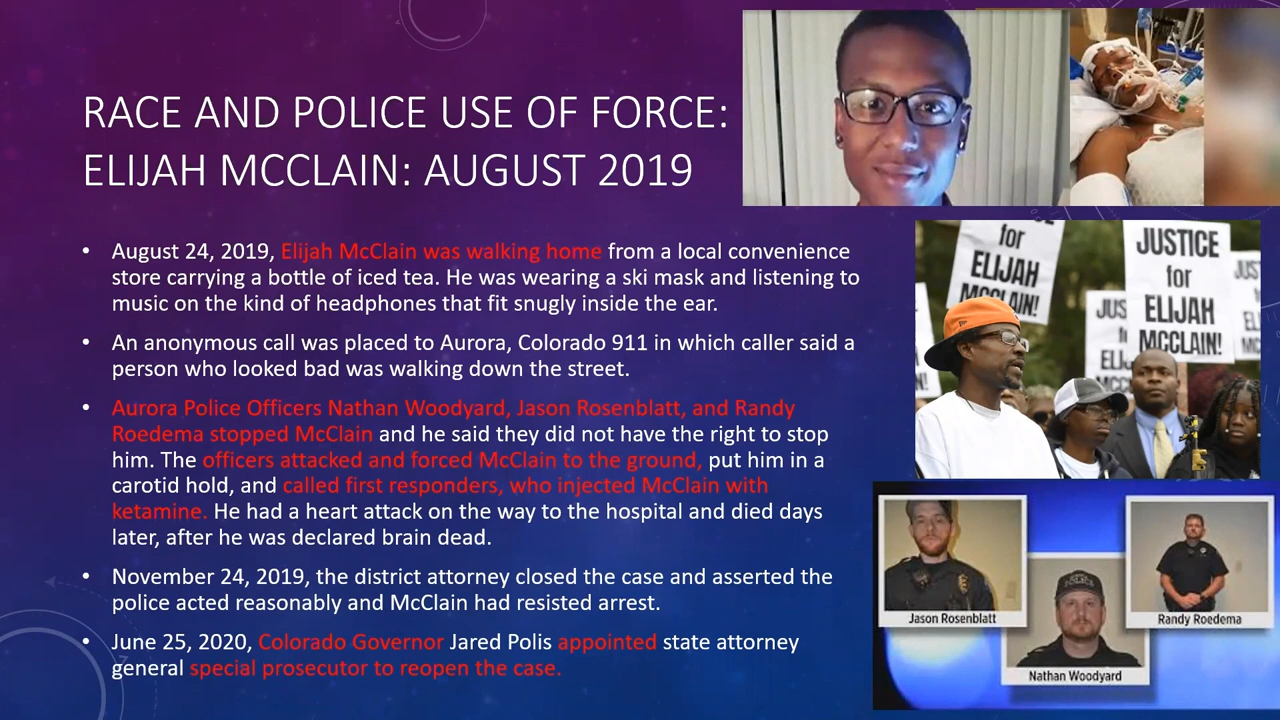 RACE AND POLICE USE OF FORCE:
ELIJAH MCCLAIN: AUGUST 2019
• August 24, 2019, Elijah McClain was walking home from a local convenience
store carrying a bottle of iced tea. He was wearing a ski mask and listening to
music on the kind of headphones that fit snugly inside the ear.
• An anonymous call was placed to Aurora, Colorado 911 in which caller said a
person who looked bad was walking down the street.
• Aurora Police Officers Nathan Woodyard, Jason Rosenblatt, and Randy
Roedema stopped McClain and he said they did not have the right to stop
him. The officers attacked and forced McClain to the ground, put him in a
carotid hold, and called first responders, who injected McClain with
ketamine. He had a heart attack on the way to the hospital and died days
later, after he was declared brain dead.
• November 24, 2019, the district attorney closed the case and asserted the
police acted reasonably and McClain had resisted arrest.
• June 25, 2020, Colorado Governor Jared Polis appointed state attorney
general special prosecutor to reopen the case.
for
ELIJAH
MCCLAIN!
JUSTICE
for
ELIJAH
MCCLAIN!
JUS
ELI
MCC
JUS
Jason Rosenblatt
Randy Roedema
Nathan Woodyard